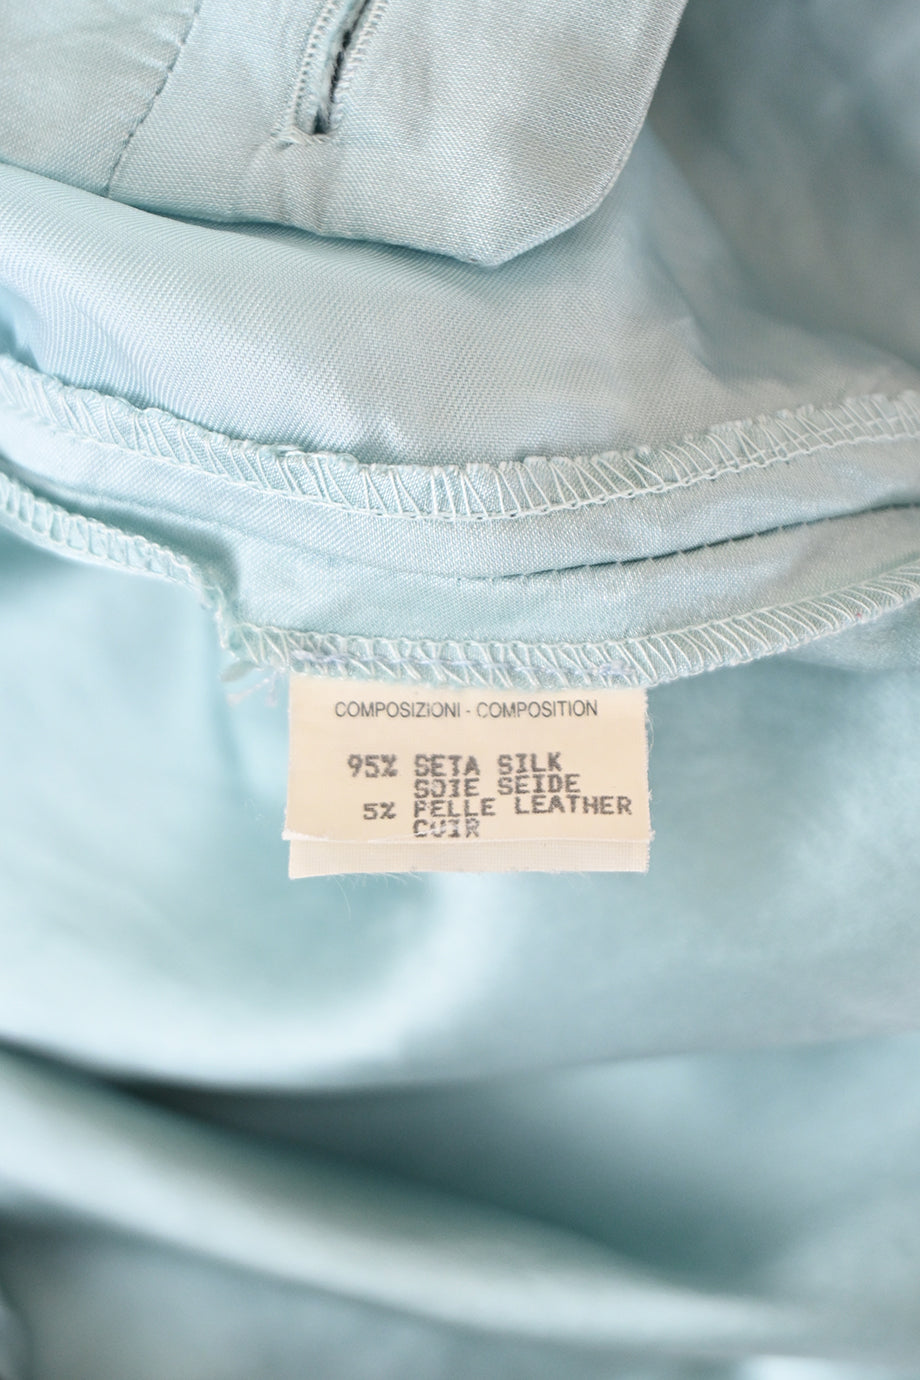 COMPOSIZIONI - COMPOSITION
95% SETA SILK
SOIE SEIDE
5% PELLE LEATHER
CUIR